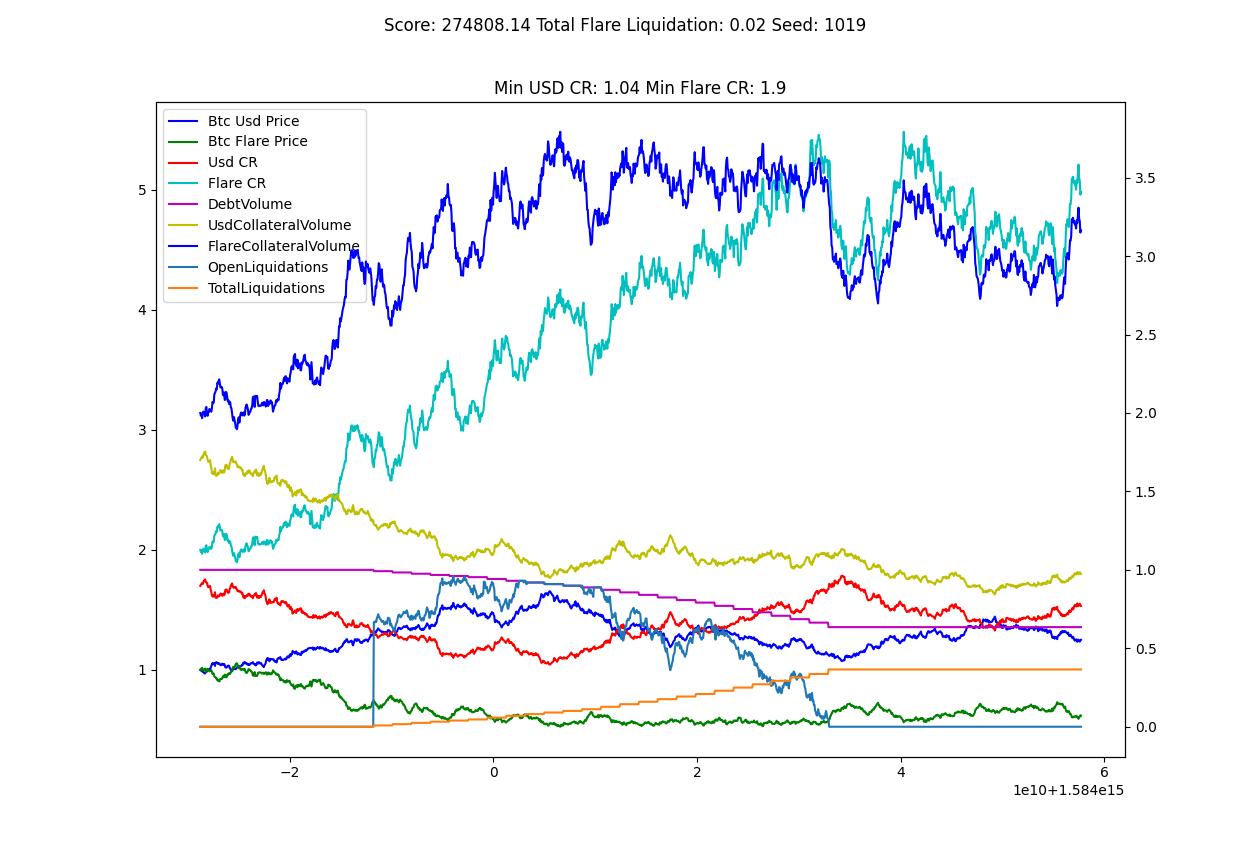 Score: 274808.14 Total Flare Liquidation: 0.02 Seed: 1019
Min USD CR: 1.04 Min Flare CR: 1.9
Btc Usd Price
Btc Flare Price
Usd CR
Flare CR
DebtVolume
UsdCollateralVolume
FlareCollateralVolume
OpenLiquidations
TotalLiquidations
5
4
3
2
1
3.5
3.0
2.5
2.0
1.5
1.0
0.5
0.0
−2 0 2 4 6
1e10+1.584e15